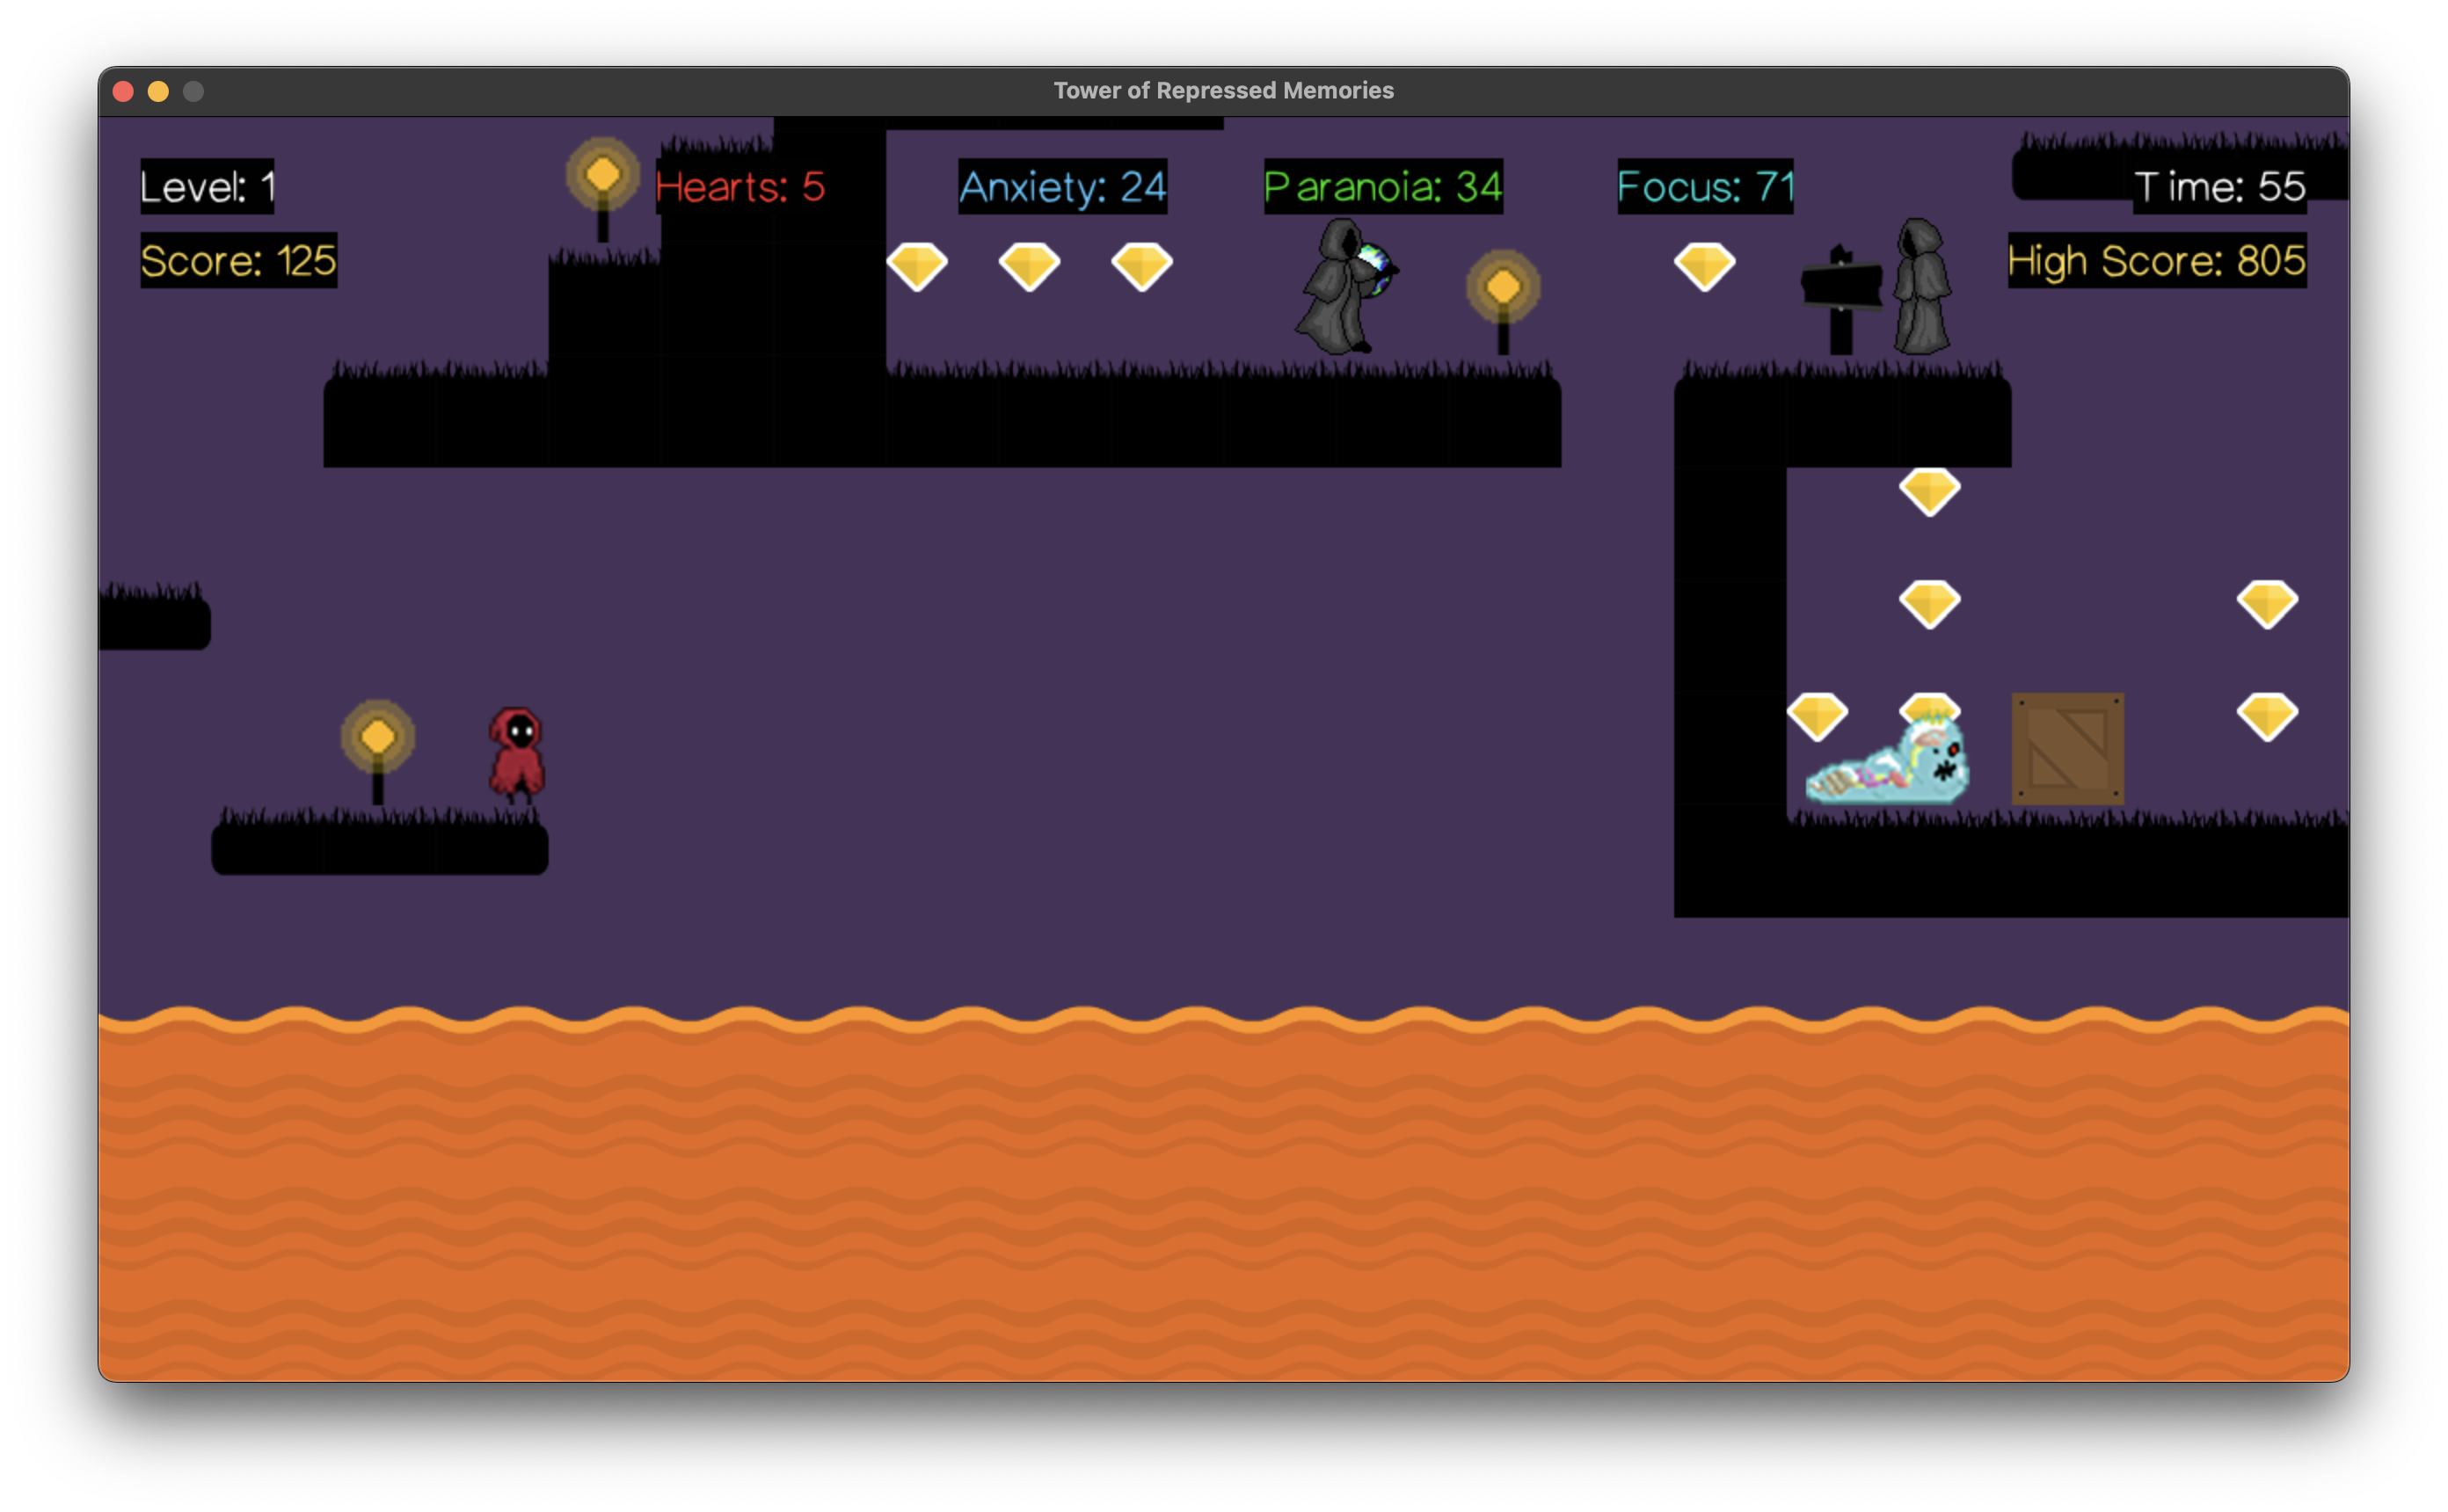 Tower of Repressed Memories
Level: 1
Hearts: 5
Anxiety: 24
Paranoia: 34
Focus: 71
Time: 55
Score: 125
High Score: 805